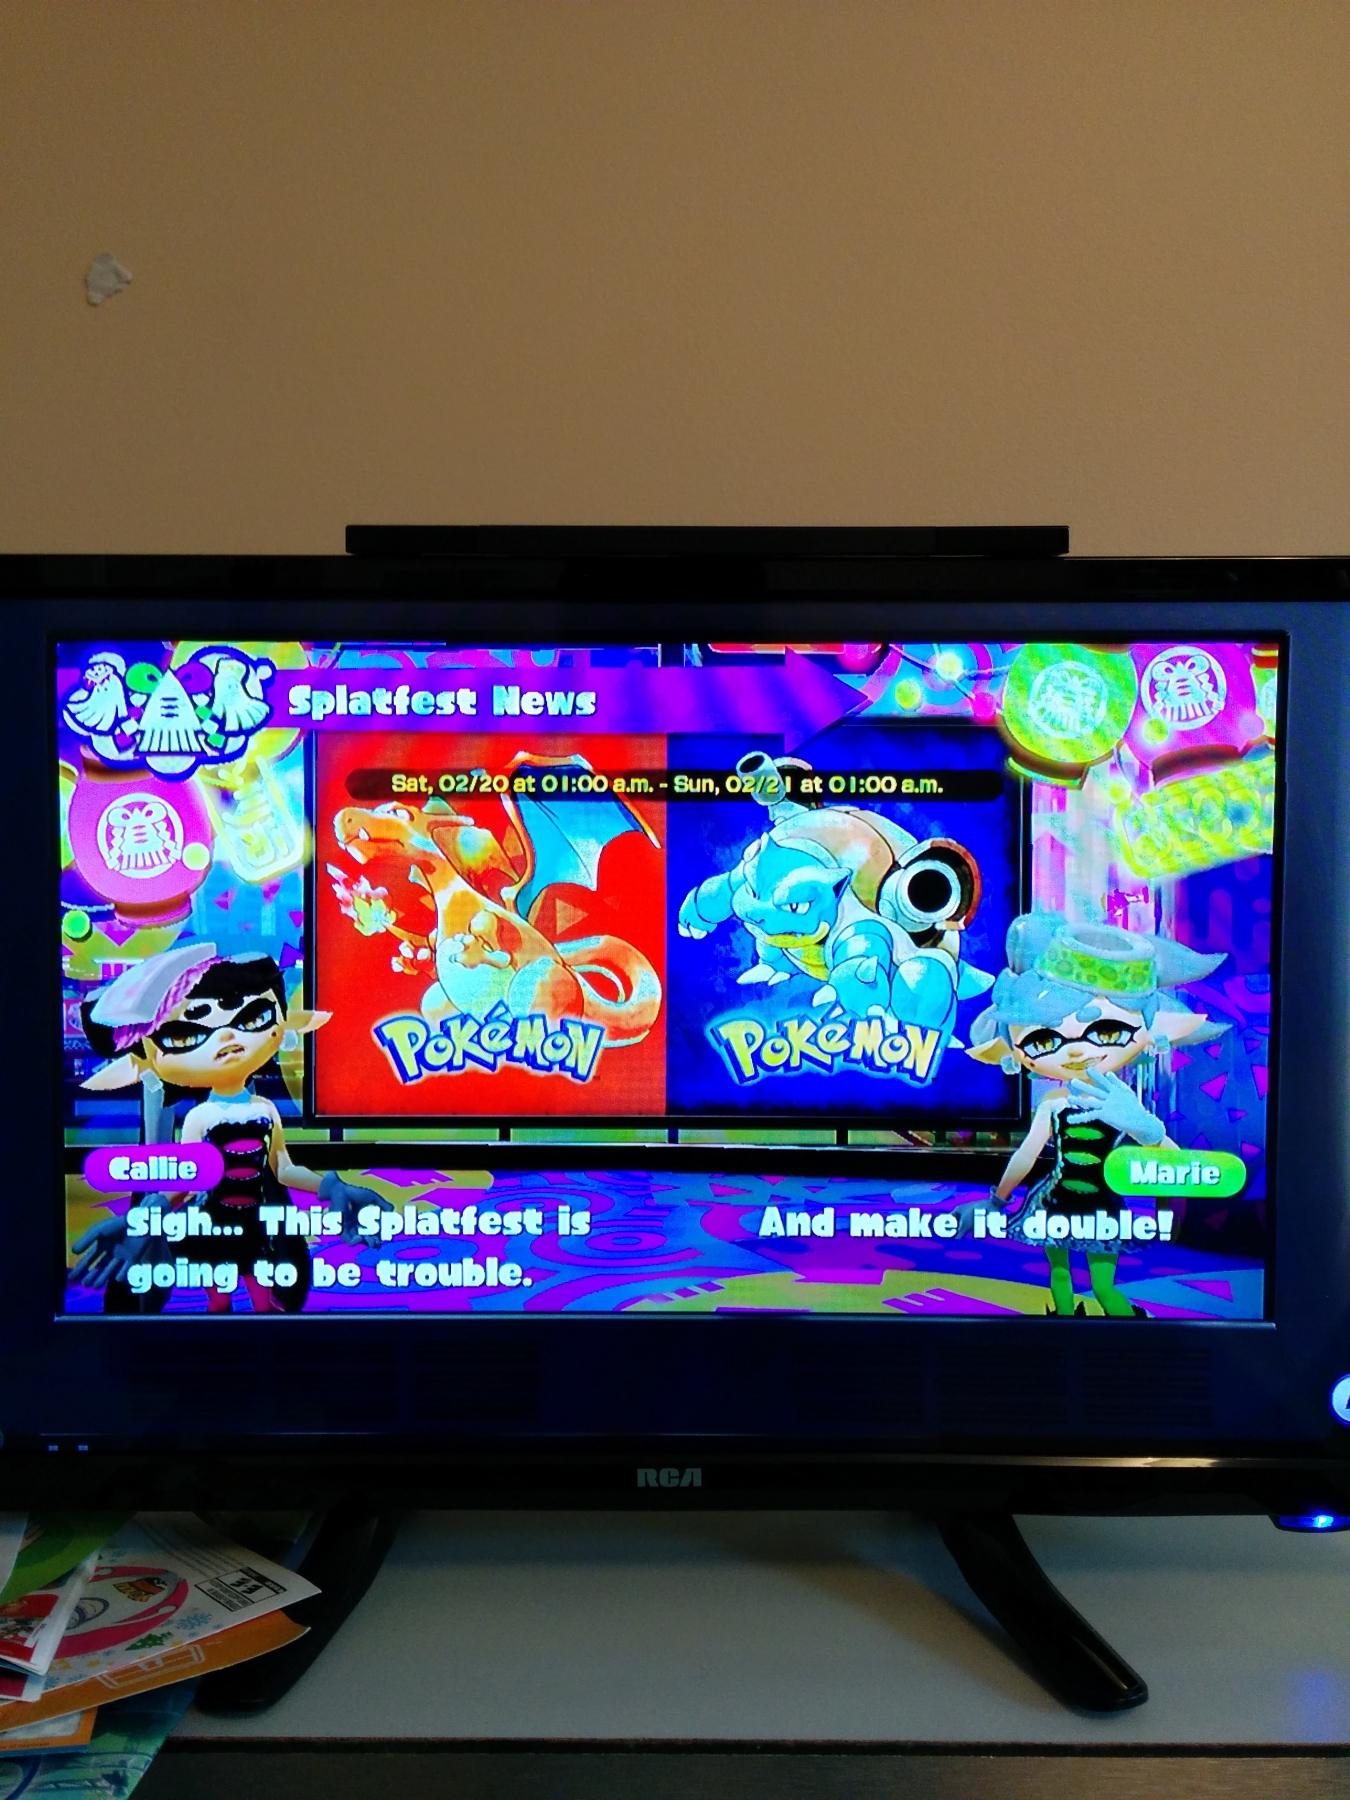 Splatfest News
Sat, 02/20 at 01:00 a.m. - Sun, 02/21 at 01:00 a.m.
POKéMON
POKéMON
Callie
Sigh... This Splatfest is
going to be trouble.
Marie
And make it double!
RCA